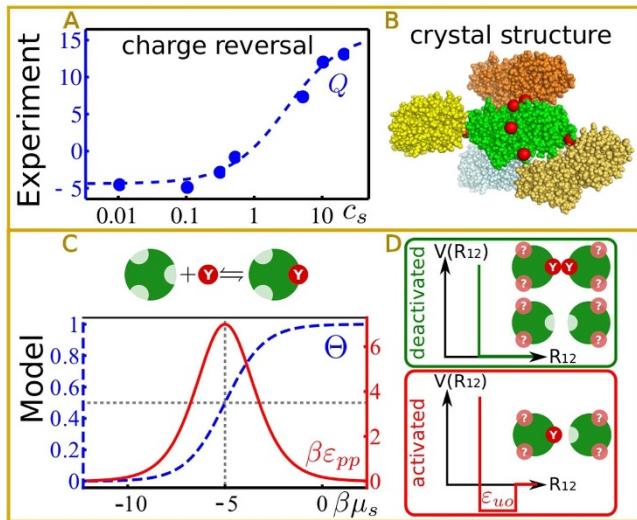 A
charge reversal
Experiment
15
10
5
0
- 5
Q
0.01 0.1 1 10 c_s
B
crystal structure
C
+ Y ⇌ Y
Model
1
0.8
0.6
0.4
0.2
0
Θ
6
4
2
0
βε_pp
-10 -5 0 βμ_s
D
deactivated
V(R₁₂)
R₁₂
? ?
Y Y
? ?
? ?
? ?
activated
V(R₁₂)
R₁₂
ε_uo
? ?
Y
? ?